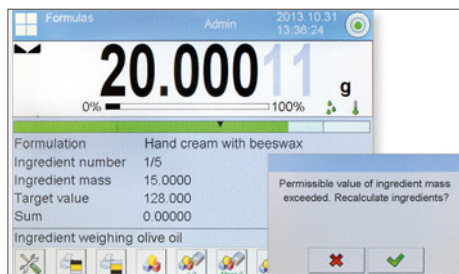 Formulas Admin 2013.10.31
13:36:24
20.00011 g
0% 100%
Formulation Hand cream with beeswax
Ingredient number 1/5
Ingredient mass 15.0000
Target value 128.000
Sum 0.00000
Ingredient weighing olive oil
Permissible value of ingredient mass
exceeded. Recalculate ingredients?